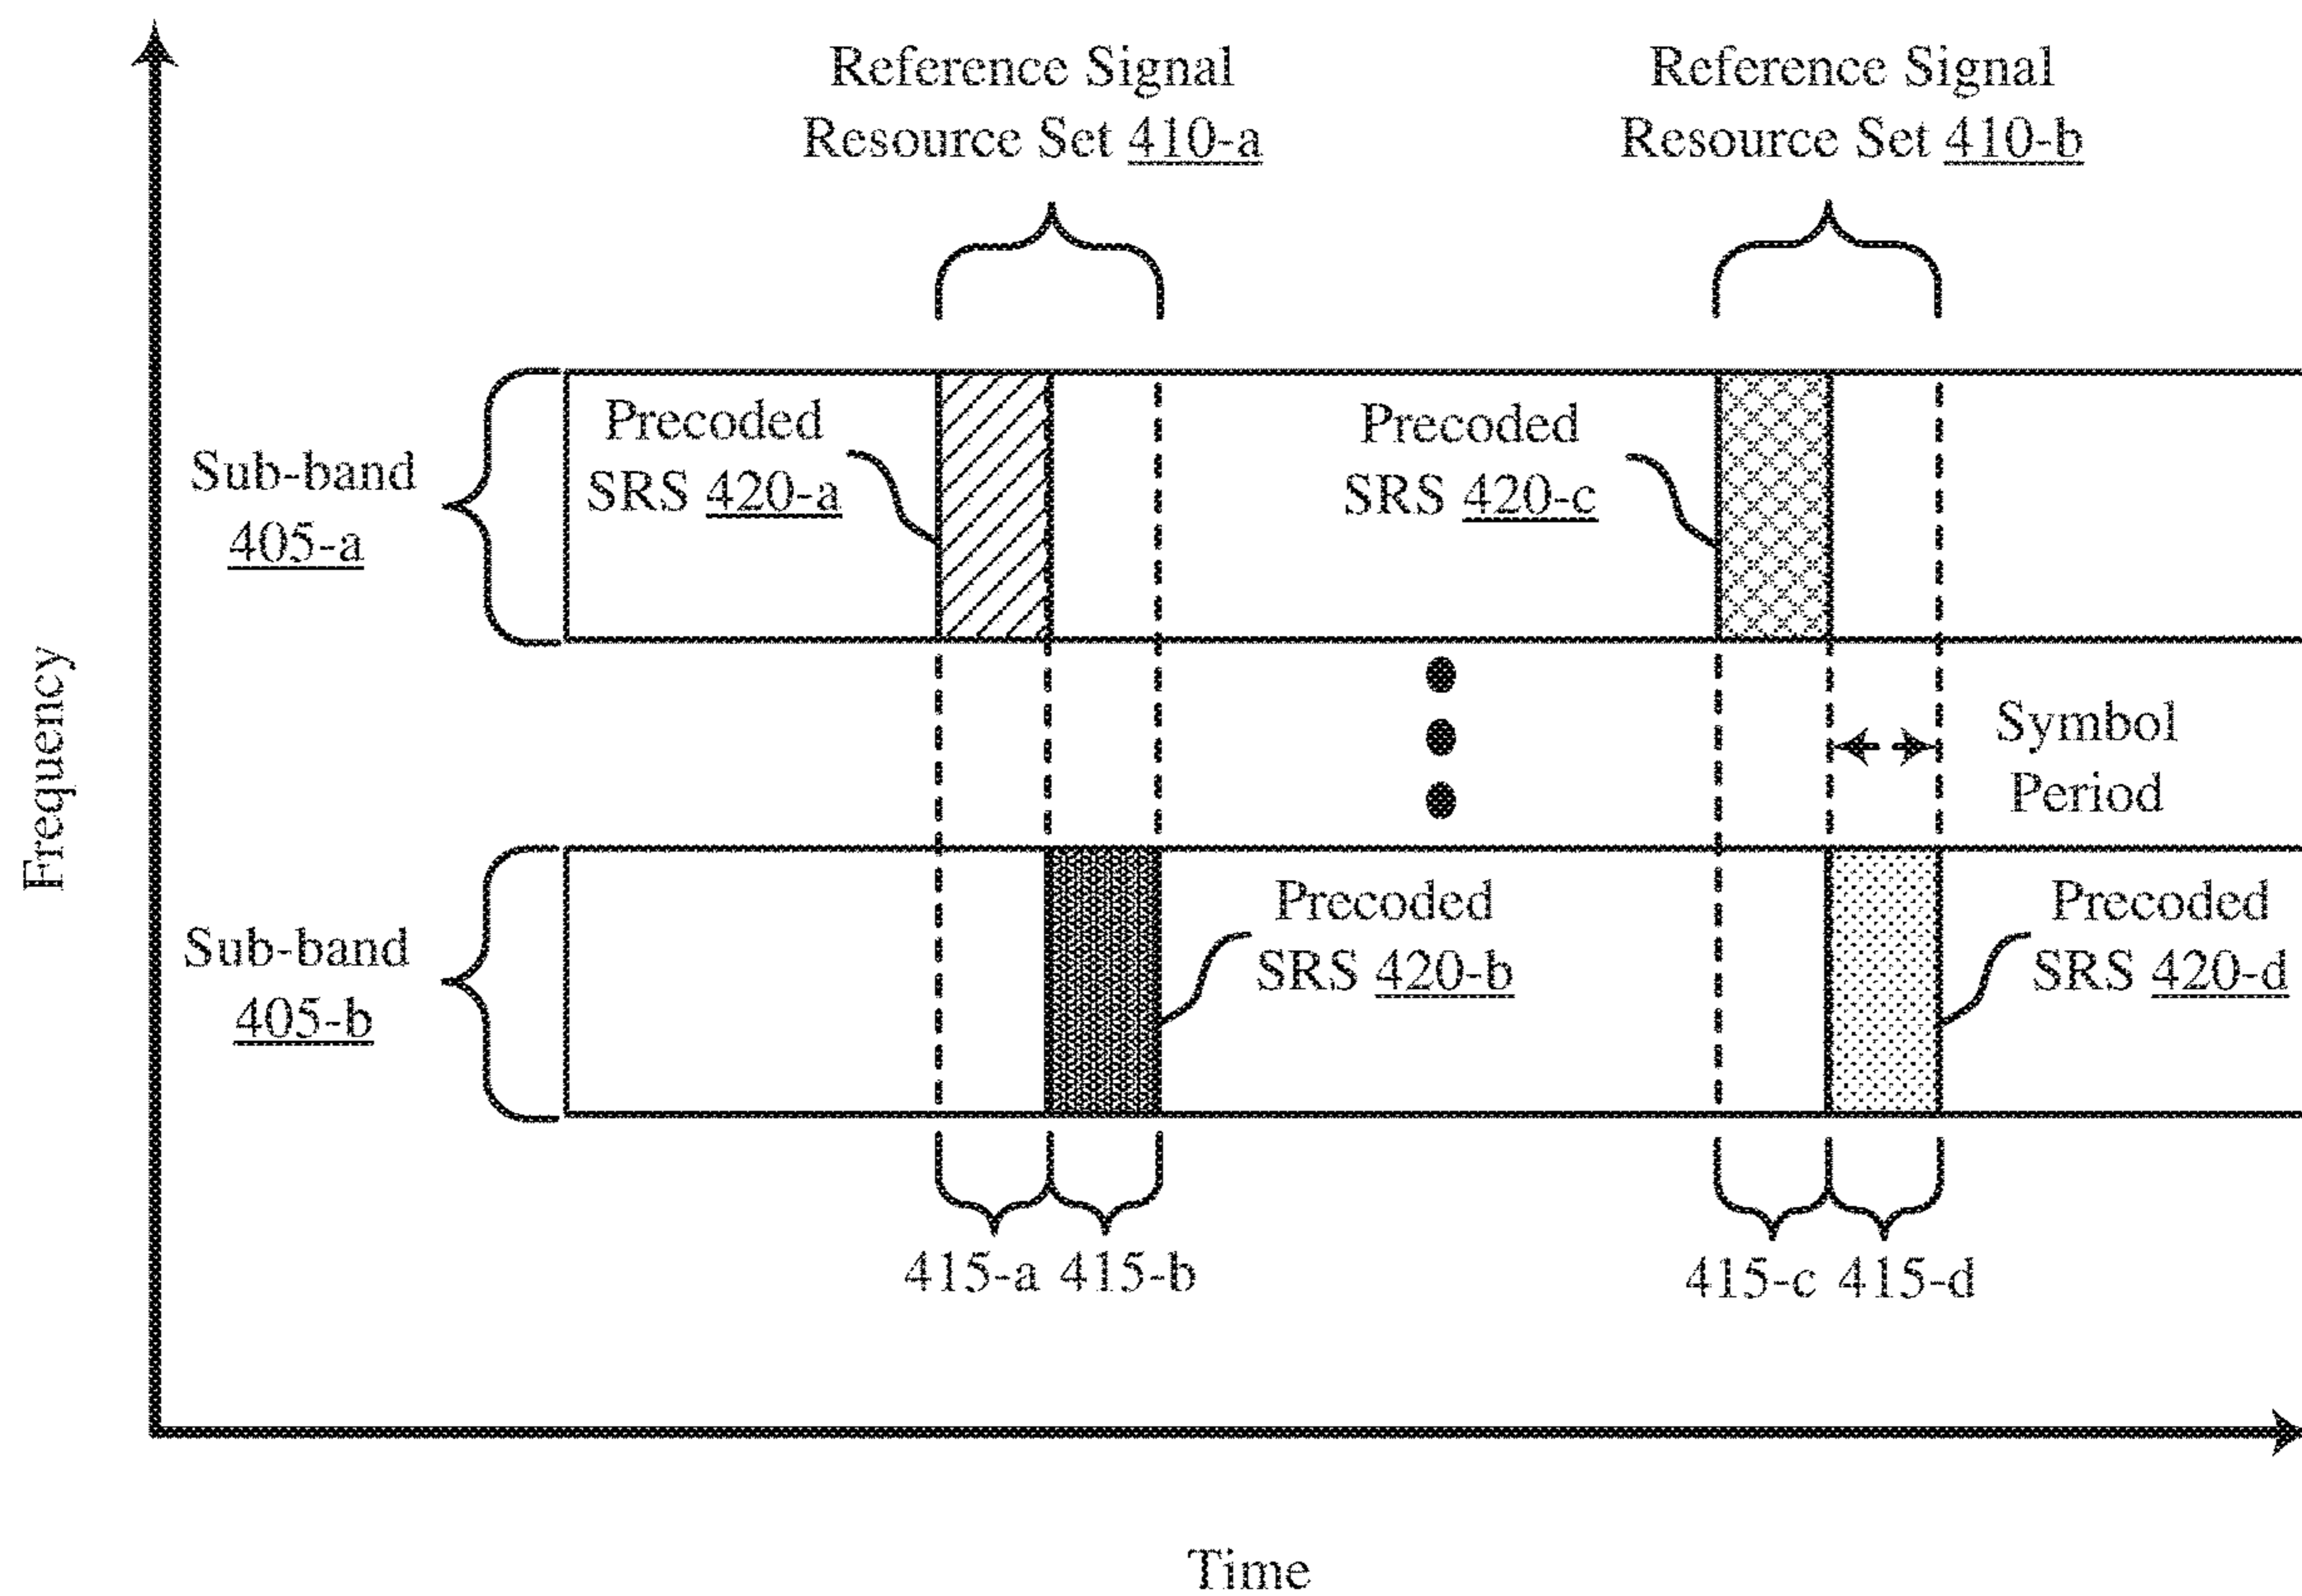 Reference Signal
Resource Set 410-a
Reference Signal
Resource Set 410-b
Precoded
SRS 420-a
Precoded
SRS 420-c
Sub-band
405-a
Frequency
Symbol
Period
Sub-band
405-b
Precoded
SRS 420-b
Precoded
SRS 420-d
415-a 415-b
415-c 415-d
Time